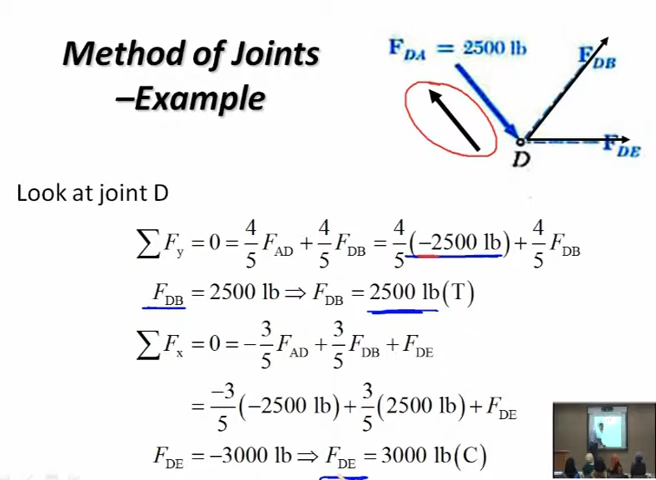 Method of Joints
–Example
F_DA = 2500 lb
F_DB
F_DE
D
Look at joint D
∑F_y = 0 = 4/5 F_AD + 4/5 F_DB = 4/5 (−2500 lb) + 4/5 F_DB
F_DB = 2500 lb ⇒ F_DB = 2500 lb (T)
∑F_x = 0 = −3/5 F_AD + 3/5 F_DB + F_DE
= −3/5 (−2500 lb) + 3/5 (2500 lb) + F_DE
F_DE = −3000 lb ⇒ F_DE = 3000 lb (C)